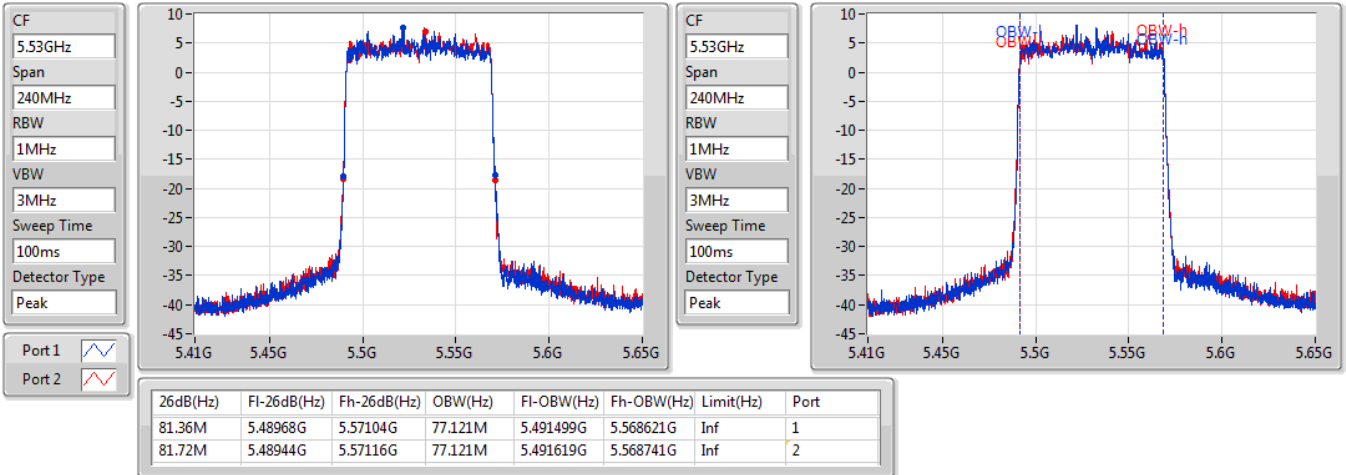 CF
5.53GHz
Span
240MHz
RBW
1MHz
VBW
3MHz
Sweep Time
100ms
Detector Type
Peak
Port 1
Port 2
10
5
0
-5
-10
-15
-20
-25
-30
-35
-40
-45
5.41G 5.45G 5.5G 5.55G 5.6G 5.65G
CF
5.53GHz
Span
240MHz
RBW
1MHz
VBW
3MHz
Sweep Time
100ms
Detector Type
Peak
10
5
0
-5
-10
-15
-20
-25
-30
-35
-40
-45
OBW-h
OBW-h
5.41G 5.45G 5.5G 5.55G 5.6G 5.65G
26dB(Hz) Fl-26dB(Hz) Fh-26dB(Hz) OBW(Hz) Fl-OBW(Hz) Fh-OBW(Hz) Limit(Hz) Port
81.36M 5.48968G 5.57104G 77.121M 5.491499G 5.568621G Inf 1
81.72M 5.48944G 5.57116G 77.121M 5.491619G 5.568741G Inf 2